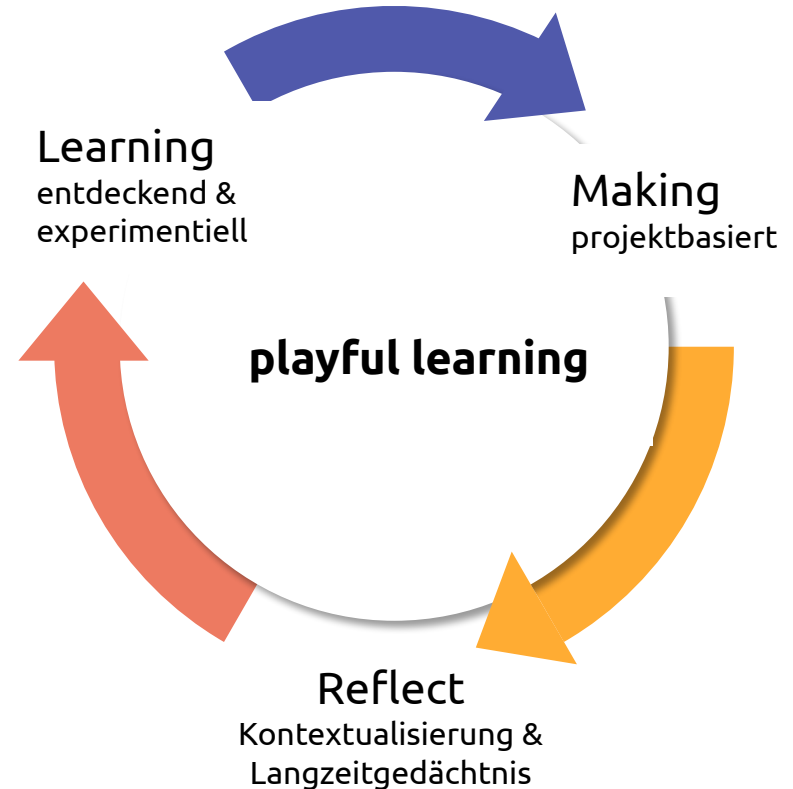 Learning
entdeckend &
experimentiell
Making
projektbasiert
playful learning
Reflect
Kontextualisierung &
Langzeitgedächtnis